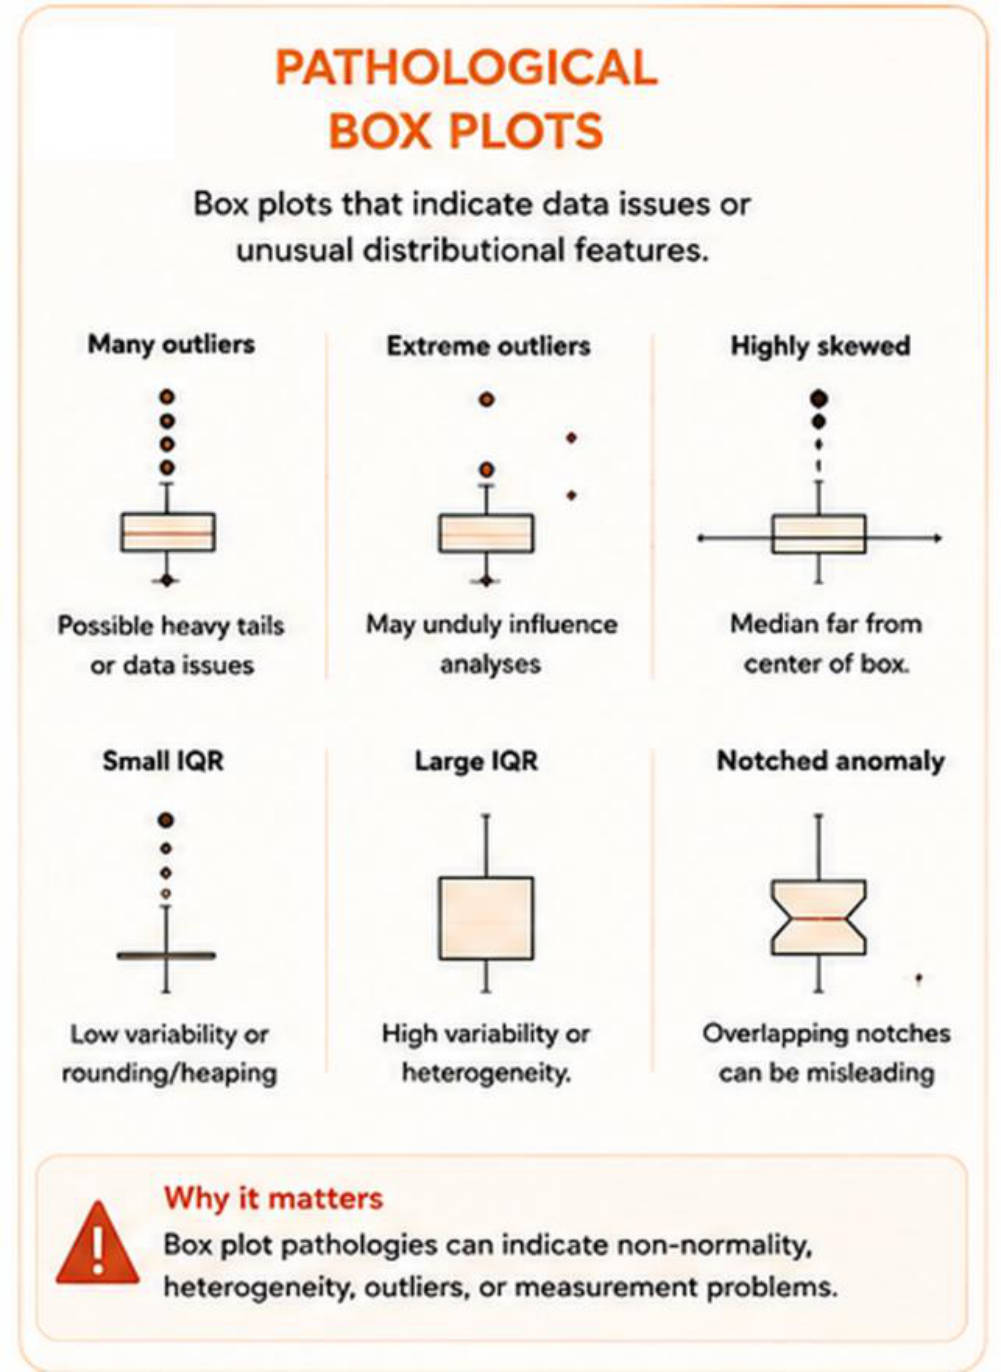 PATHOLOGICAL
BOX PLOTS
Box plots that indicate data issues or
unusual distributional features.
Many outliers
Possible heavy tails
or data issues
Extreme outliers
May unduly influence
analyses
Highly skewed
Median far from
center of box.
Small IQR
Low variability or
rounding/heaping
Large IQR
High variability or
heterogeneity.
Notched anomaly
Overlapping notches
can be misleading
Why it matters
Box plot pathologies can indicate non-normality,
heterogeneity, outliers, or measurement problems.